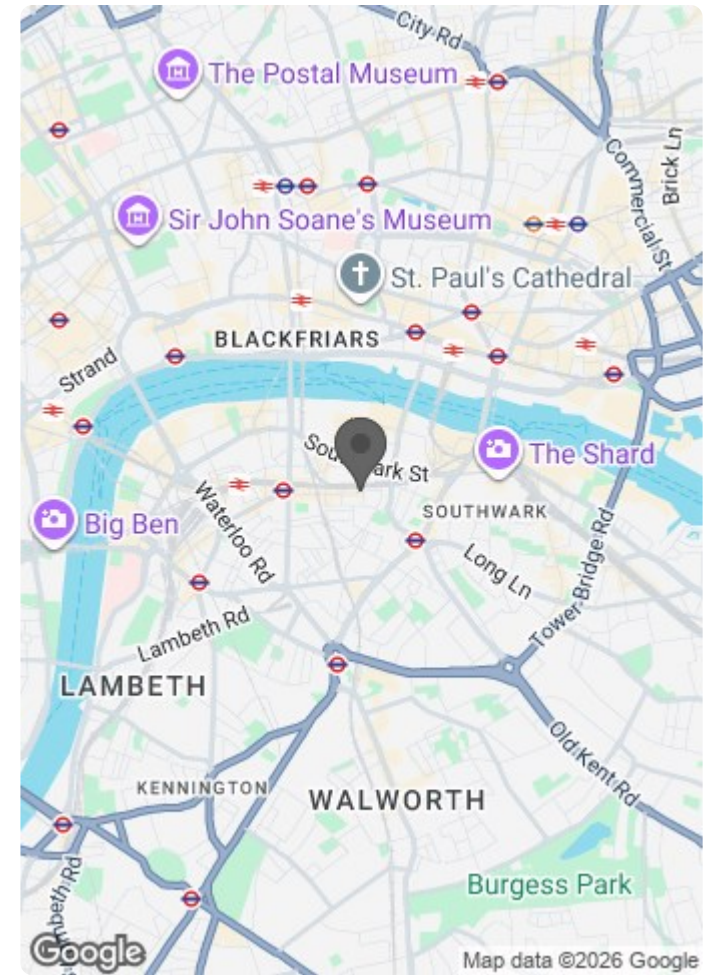 City Rd
The Postal Museum
Commercial St
Brick Ln
Sir John Soane's Museum
St. Paul's Cathedral
BLACKFRIARS
Strand
The Shard
Waterloo Rd
SOUTHWARK
Big Ben
Long Ln
Tower Bridge Rd
Lambeth Rd
LAMBETH
Old Kent Rd
KENNINGTON
WALWORTH
Burgess Park
Google
Map data ©2026 Google